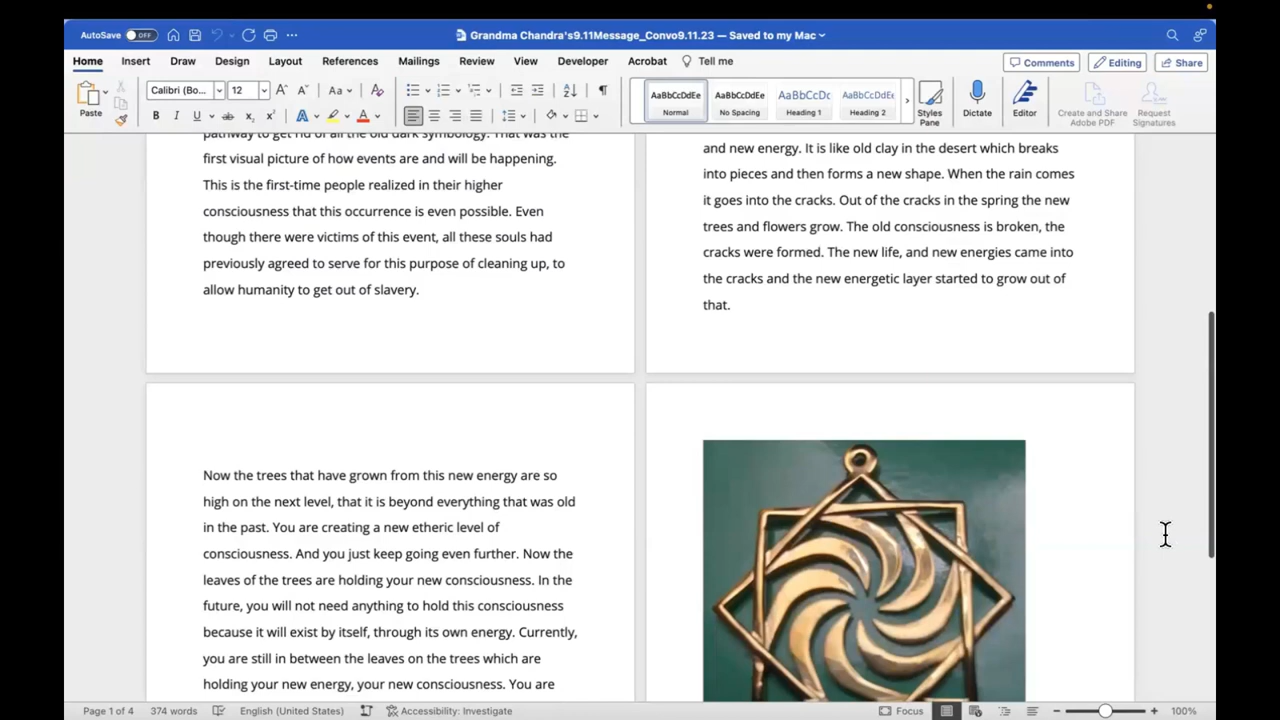 AutoSave OFF
Grandma Chandra's9.11Message_Convo9.11.23 — Saved to my Mac
Home Insert Draw Design Layout References Mailings Review View Developer Acrobat Tell me
Comments Editing Share
Paste
Calibri (Bo... 12
AaBbCcDdEe AaBbCcDdEe AaBbCcDc AaBbCcDdEe
Normal No Spacing Heading 1 Heading 2
Styles Pane
Dictate
Editor
Create and Share Adobe PDF
Request Signatures
pathway to get rid of all the old dark symbology. That was the
first visual picture of how events are and will be happening.
This is the first-time people realized in their higher
consciousness that this occurrence is even possible. Even
though there were victims of this event, all these souls had
previously agreed to serve for this purpose of cleaning up, to
allow humanity to get out of slavery.
and new energy. It is like old clay in the desert which breaks
into pieces and then forms a new shape. When the rain comes
it goes into the cracks. Out of the cracks in the spring the new
trees and flowers grow. The old consciousness is broken, the
cracks were formed. The new life, and new energies came into
the cracks and the new energetic layer started to grow out of
that.
Now the trees that have grown from this new energy are so
high on the next level, that it is beyond everything that was old
in the past. You are creating a new etheric level of
consciousness. And you just keep going even further. Now the
leaves of the trees are holding your new consciousness. In the
future, you will not need anything to hold this consciousness
because it will exist by itself, through its own energy. Currently,
you are still in between the leaves on the trees which are
holding your new energy, your new consciousness. You are
Page 1 of 4 374 words English (United States) Accessibility: Investigate Focus 100%